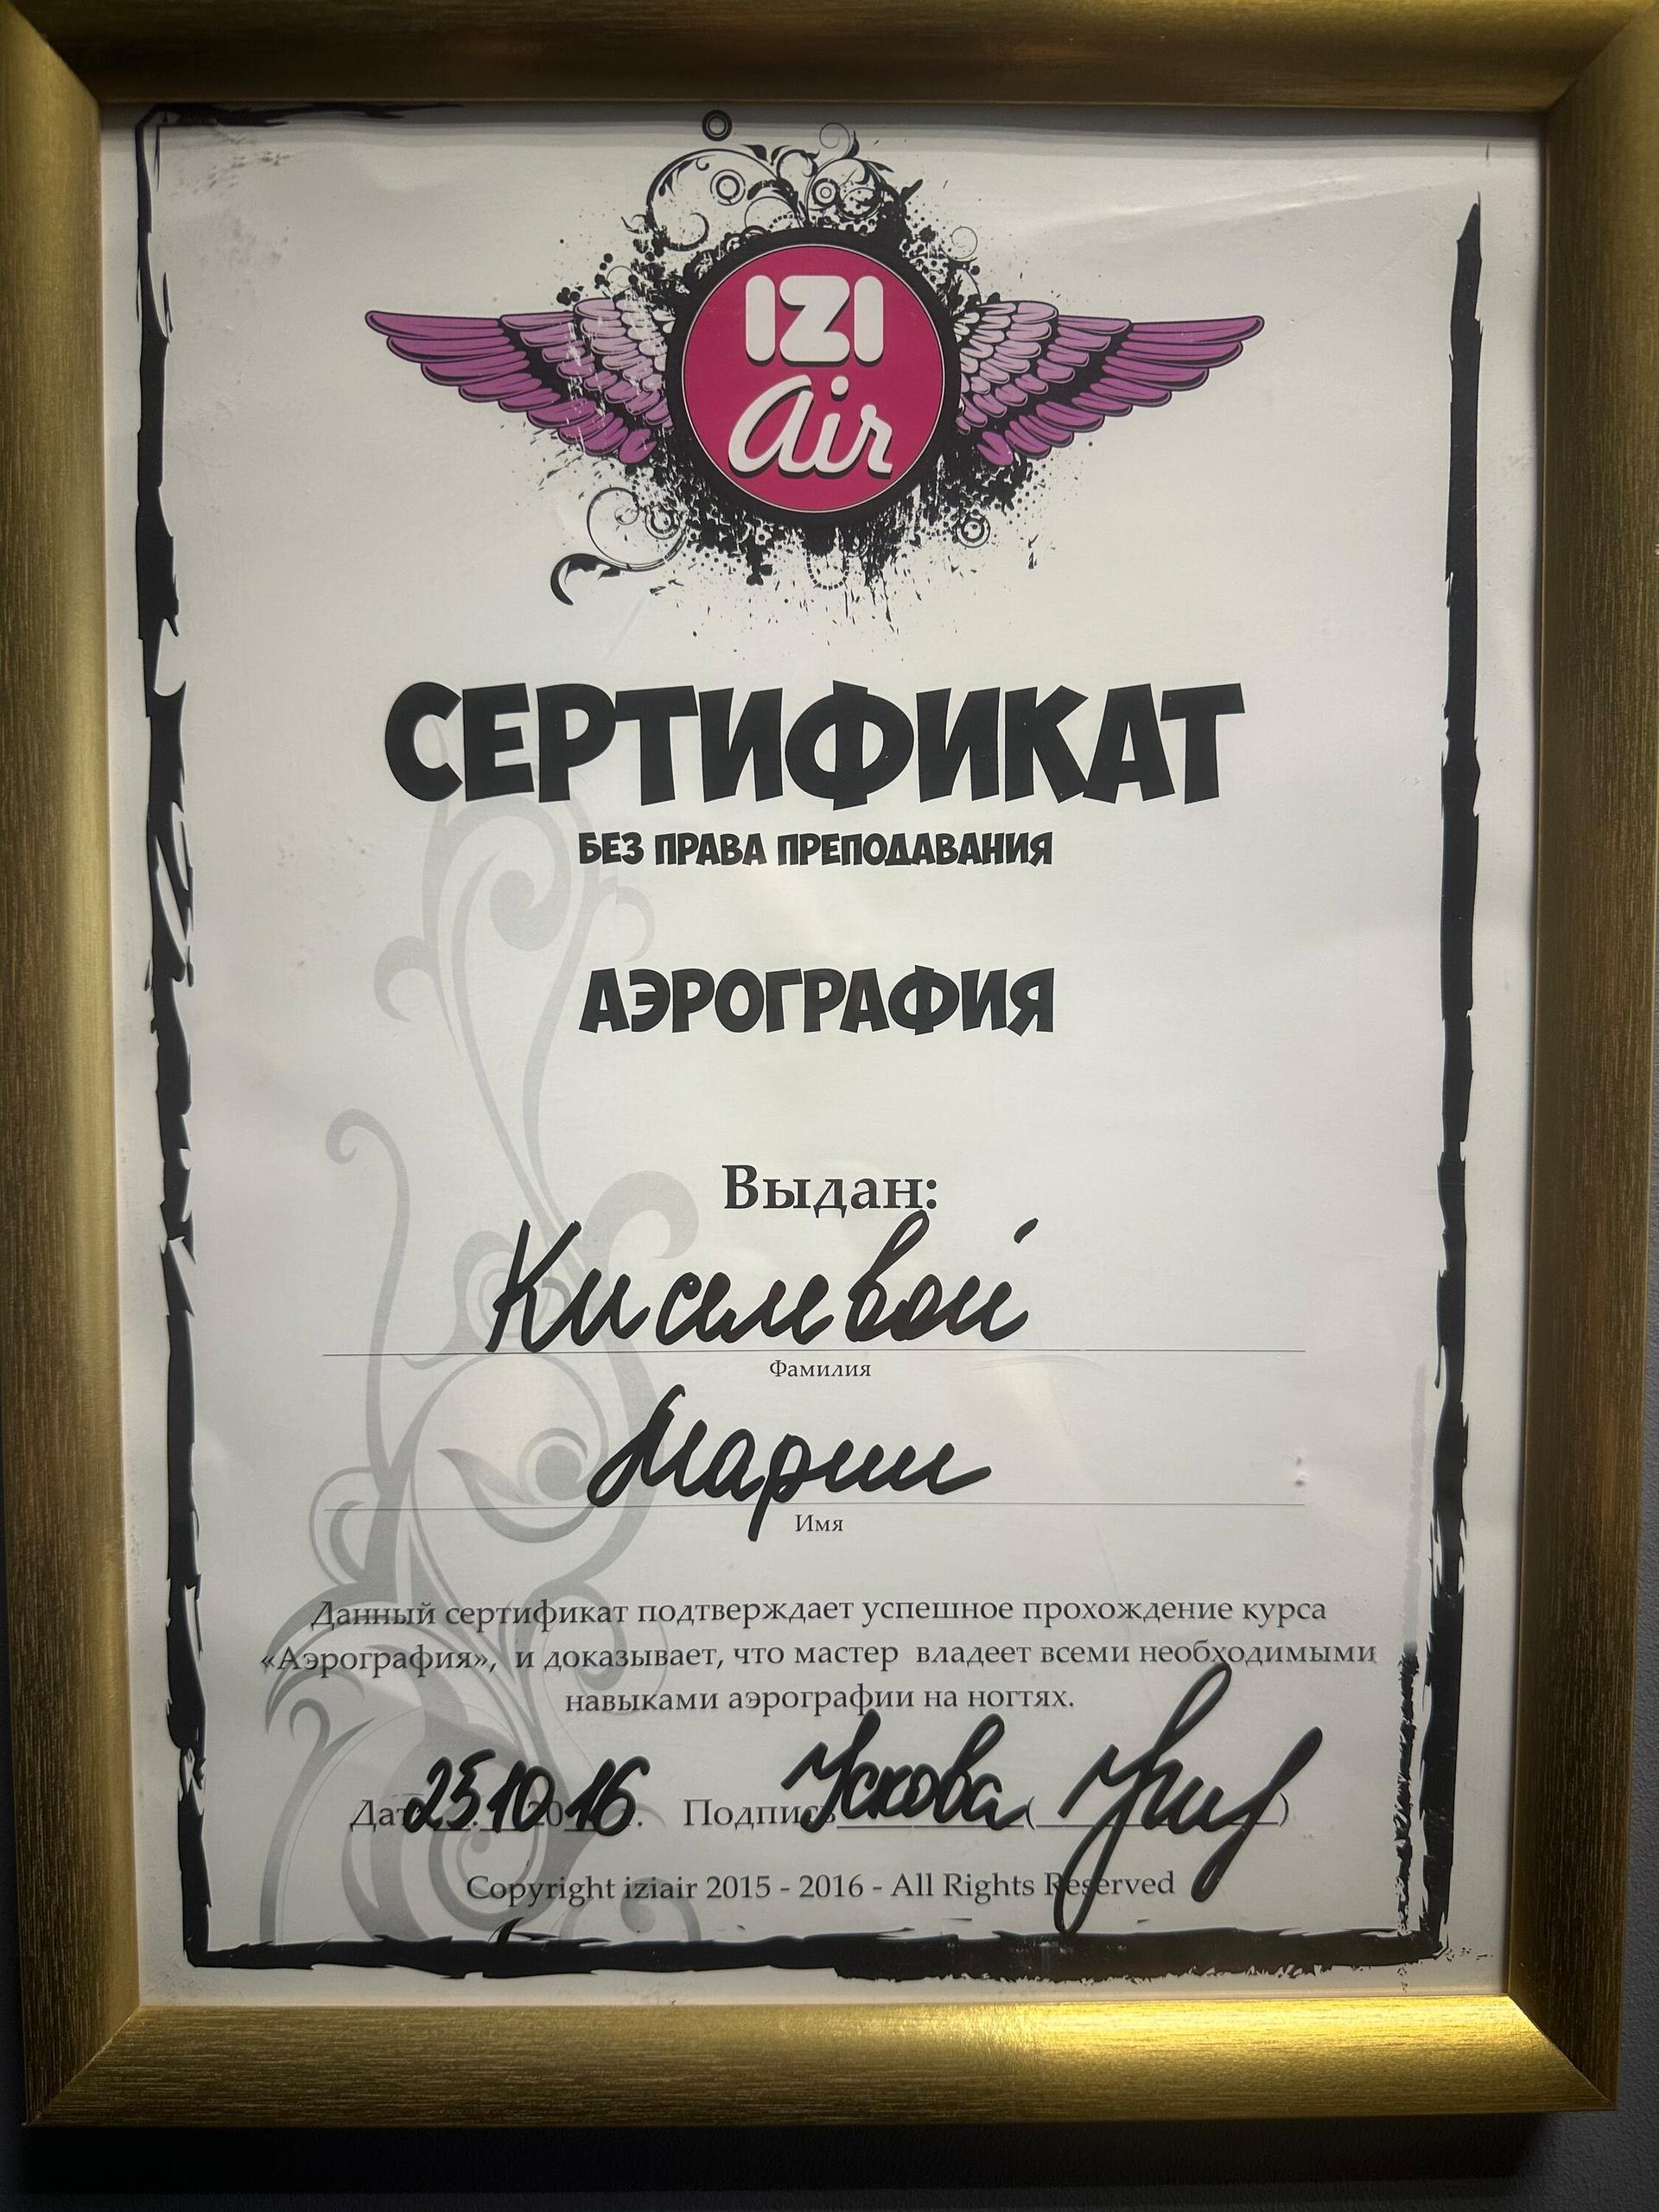 IZI
Air
СЕРТИФИКАТ
БЕЗ ПРАВА ПРЕПОДАВАНИЯ
АЭРОГРАФИЯ
Выдан:
Киселевой
Фамилия
Марии
Имя
Данный сертификат подтверждает успешное прохождение курса
«Аэрография», и доказывает, что мастер владеет всеми необходимыми
навыками аэрографии на ногтях.
Дата 25.10.2016. Подпись Ускова ( )
Copyright iziair 2015 - 2016 - All Rights Reserved